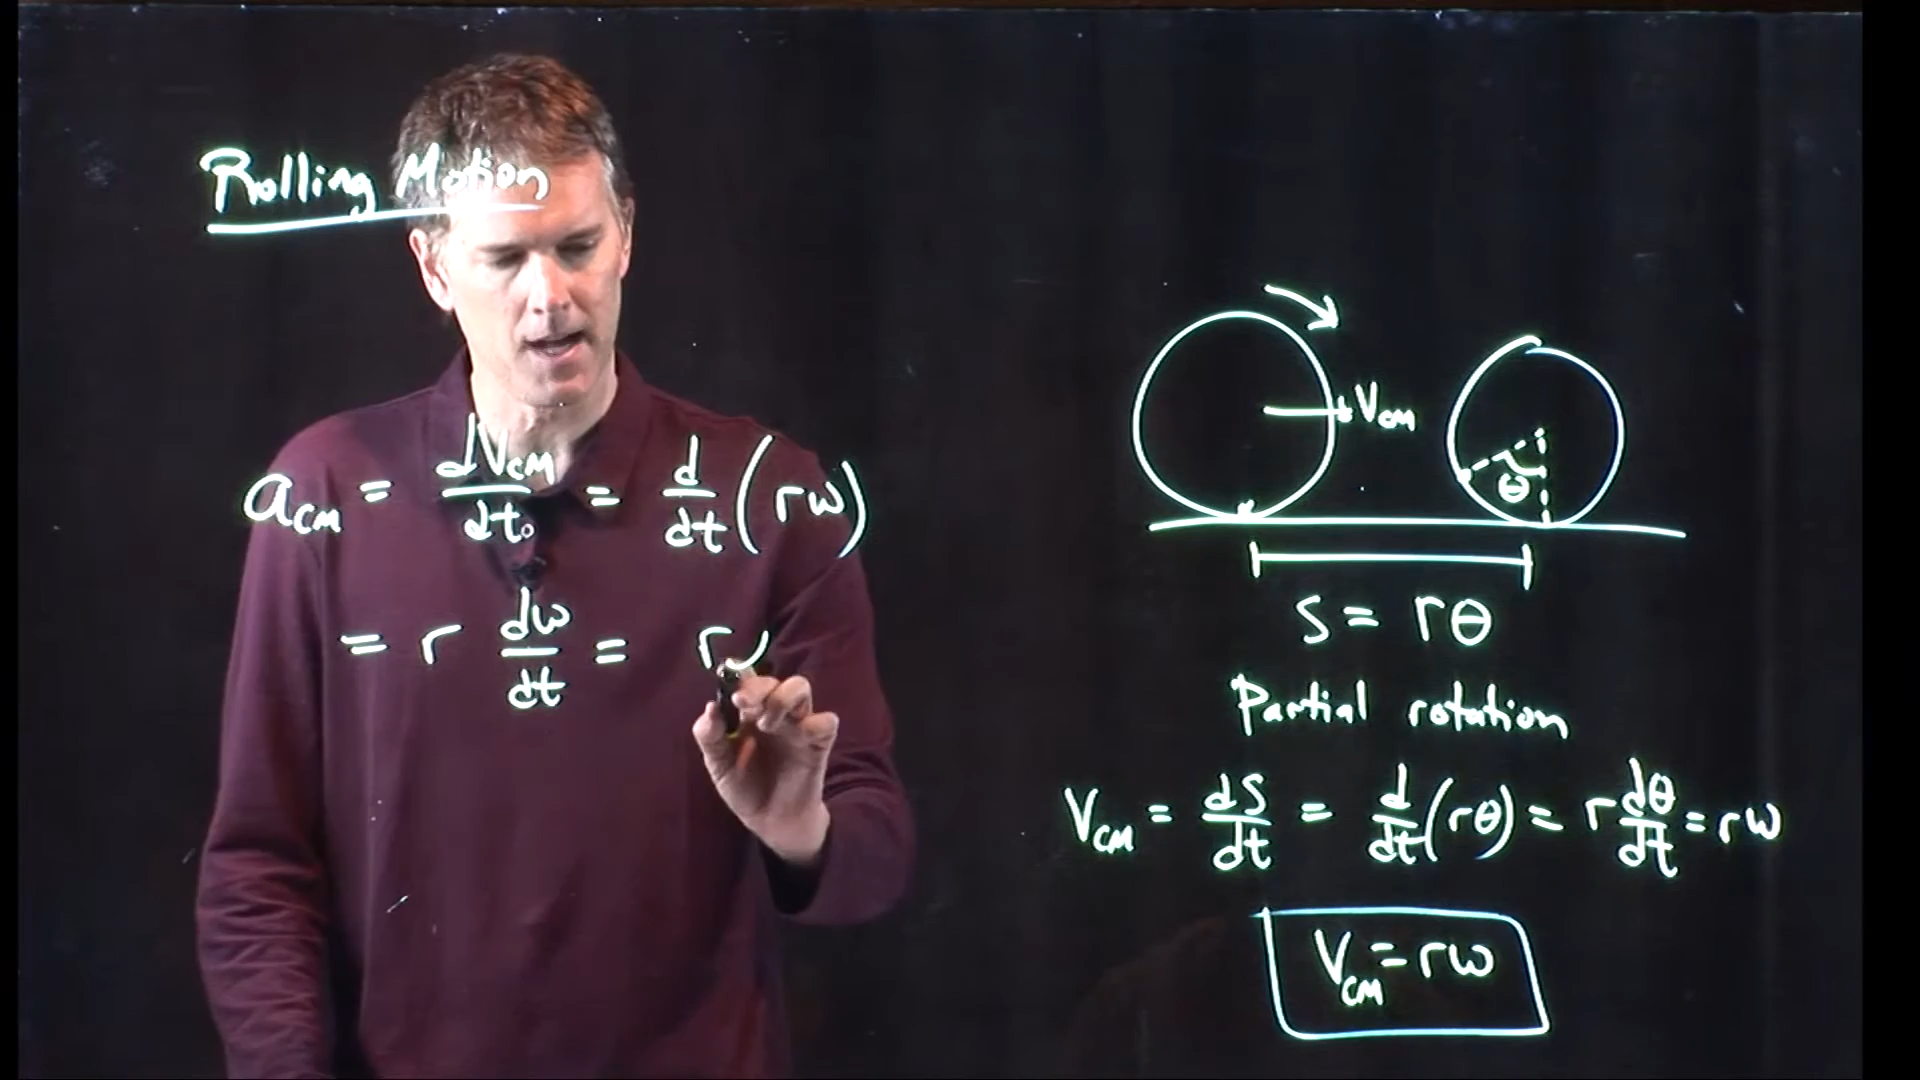 Rolling Motion
a_CM = dV_CM/dt = d/dt (rω)
= r dω/dt = r
V_CM
θ
S = rθ
Partial rotation
V_CM = dS/dt = d/dt (rθ) = r dθ/dt = rω
V_CM = rω